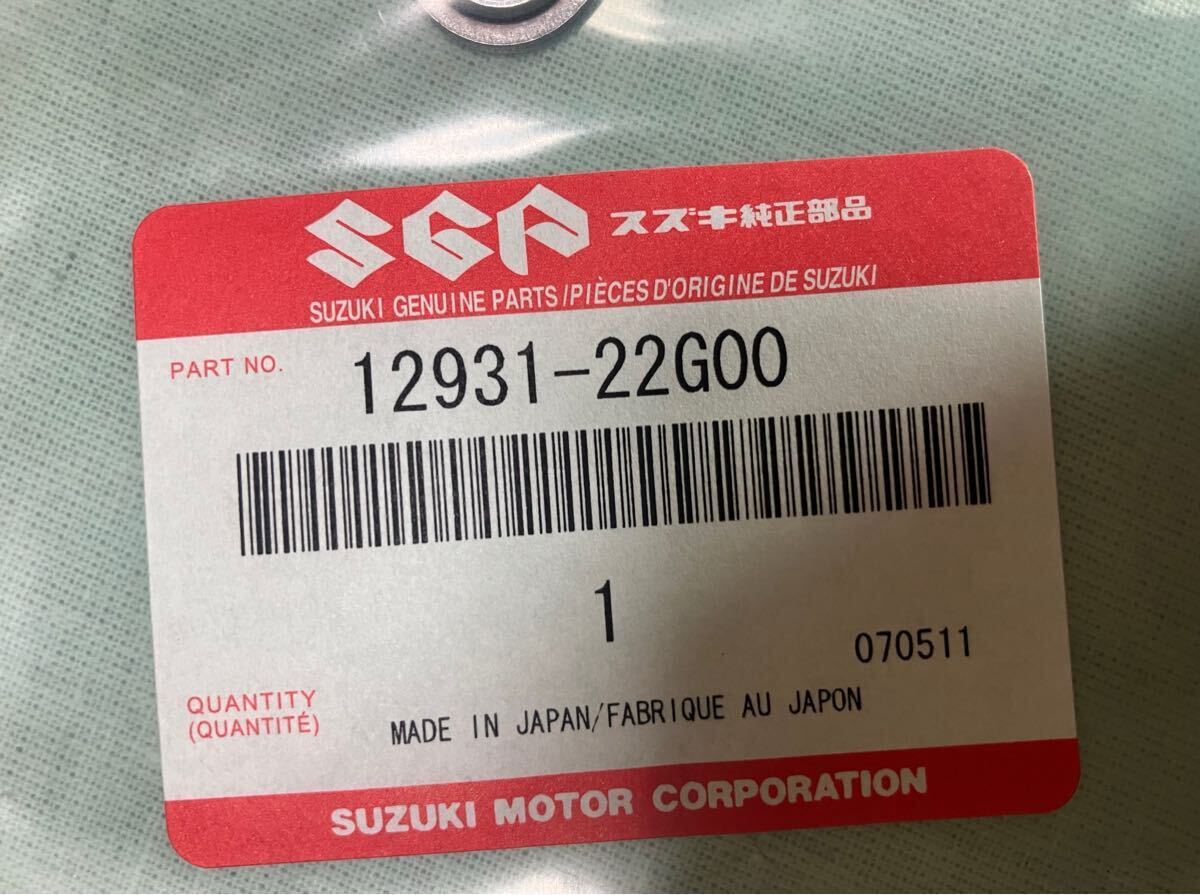 SGP スズキ純正部品
SUZUKI GENUINE PARTS/PIÈCES D'ORIGINE DE SUZUKI
PART NO. 12931-22G00
1
070511
QUANTITY
(QUANTITÉ)
MADE IN JAPAN/FABRIQUE AU JAPON
SUZUKI MOTOR CORPORATION